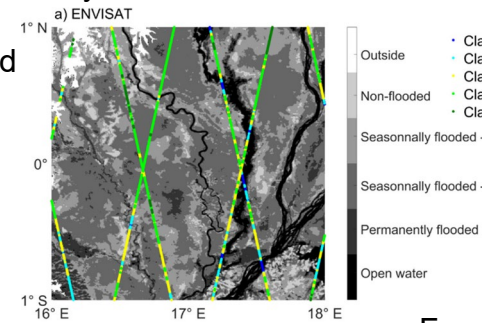 a) ENVISAT
d
1° N
0°
1° S
16° E
17° E
18° E
Outside
Non-flooded
Seasonnally flooded -
Seasonnally flooded -
Permanently flooded
Open water
Cla
Cla
Cla
Cla
Cla